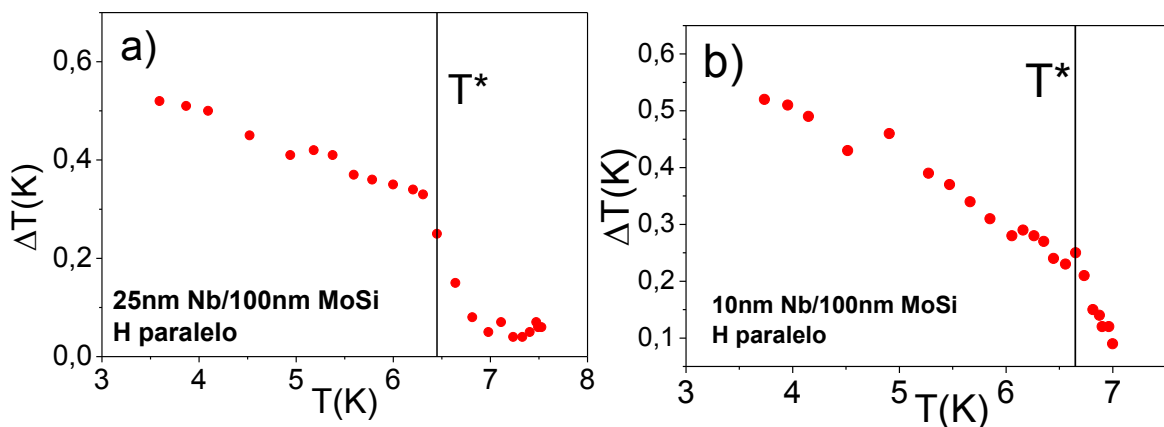 a)
T*
0,6
0,4
0,2
0,0
ΔT(K)
25nm Nb/100nm MoSi
H paralelo
3 4 5 6 7 8
T(K)
b)
T*
0,6
0,5
0,4
0,3
0,2
0,1
ΔT(K)
10nm Nb/100nm MoSi
H paralelo
3 4 5 6 7
T(K)